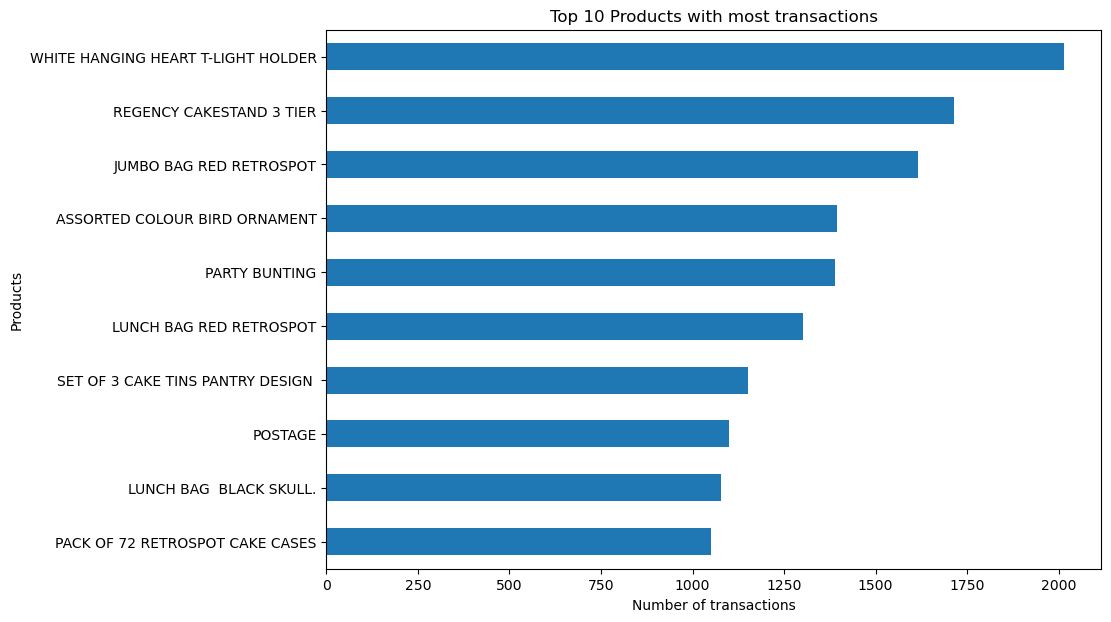 Top 10 Products with most transactions
Products
WHITE HANGING HEART T-LIGHT HOLDER
REGENCY CAKESTAND 3 TIER
JUMBO BAG RED RETROSPOT
ASSORTED COLOUR BIRD ORNAMENT
PARTY BUNTING
LUNCH BAG RED RETROSPOT
SET OF 3 CAKE TINS PANTRY DESIGN
POSTAGE
LUNCH BAG  BLACK SKULL.
PACK OF 72 RETROSPOT CAKE CASES
0 250 500 750 1000 1250 1500 1750 2000
Number of transactions